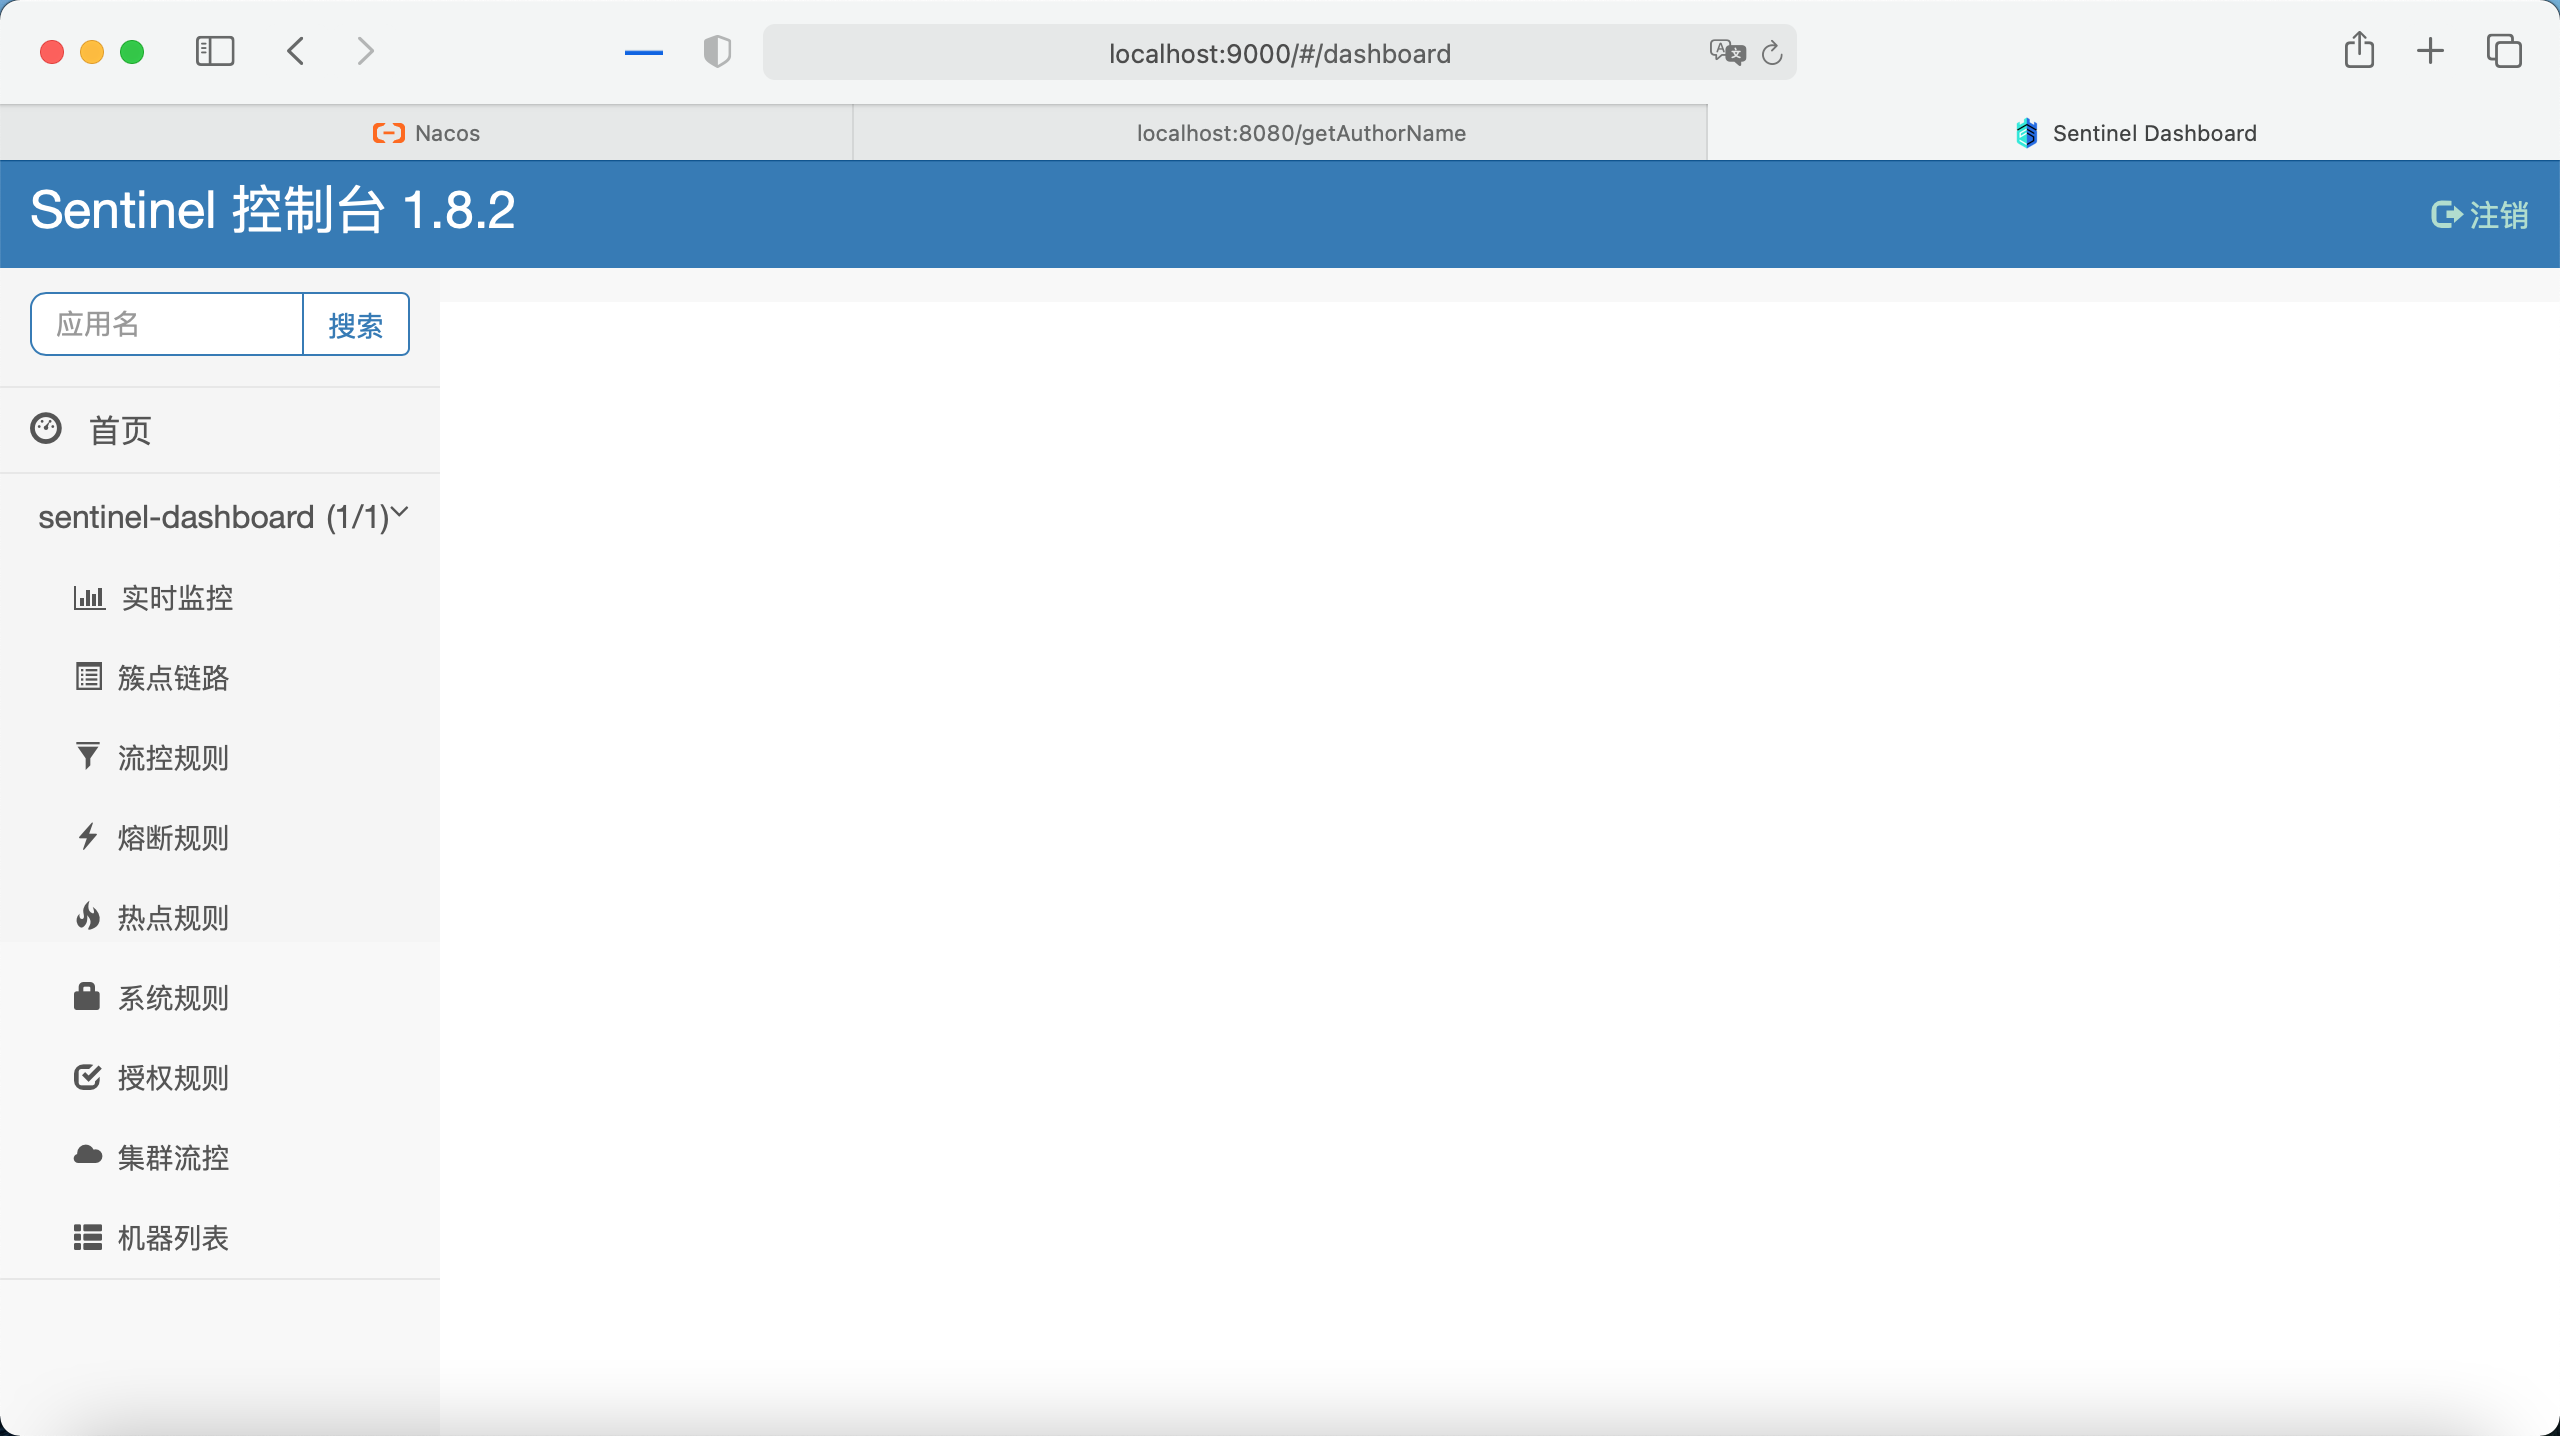 localhost:9000/#/dashboard
Nacos
localhost:8080/getAuthorName
Sentinel Dashboard
Sentinel 控制台 1.8.2
注销
应用名
搜索
首页
sentinel-dashboard (1/1)
实时监控
簇点链路
流控规则
熔断规则
热点规则
系统规则
授权规则
集群流控
机器列表